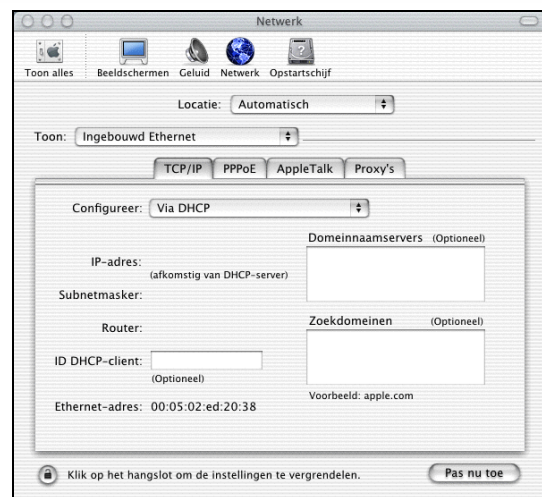 Netwerk
Toon alles Beeldschermen Geluid Netwerk Opstartschijf
Locatie: Automatisch
Toon: Ingebouwd Ethernet
TCP/IP PPPoE AppleTalk Proxy's
Configureer: Via DHCP
Domeinnaamservers (Optioneel)
IP-adres:
(afkomstig van DHCP-server)
Subnetmasker:
Router:
Zoekdomeinen (Optioneel)
ID DHCP-client:
(Optioneel)
Voorbeeld: apple.com
Ethernet-adres: 00:05:02:ed:20:38
Klik op het hangslot om de instellingen te vergrendelen.
Pas nu toe